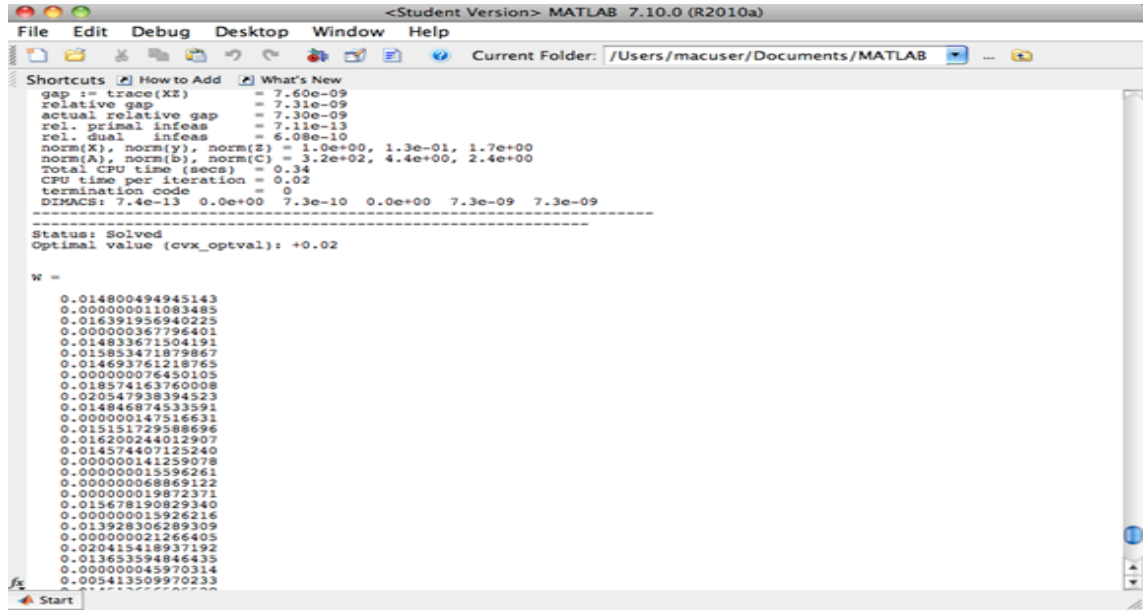 <Student Version> MATLAB 7.10.0 (R2010a)
File Edit Debug Desktop Window Help
Current Folder: /Users/macuser/Documents/MATLAB
Shortcuts How to Add What's New
gap := trace(XZ) = 7.60e-09
relative gap = 7.31e-09
actual relative gap = 7.30e-09
rel. primal infeas = 7.11e-13
rel. dual infeas = 6.08e-10
norm(X), norm(y), norm(Z) = 1.0e+00, 1.3e-01, 1.7e+00
norm(A), norm(b), norm(C) = 3.2e+02, 4.4e+00, 2.4e+00
Total CPU time (secs) = 0.34
CPU time per iteration = 0.02
termination code = 0
DIMACS: 7.4e-13 0.0e+00 7.3e-10 0.0e+00 7.3e-09 7.3e-09
-------------------------------------------------------------------
------------------------------------------------------------
Status: Solved
Optimal value (cvx_optval): +0.02
W =
0.014800494945143
0.000000011083485
0.016391956940225
0.000000367796401
0.014833671504191
0.015853471879867
0.014693761218765
0.000000076450105
0.018574163760008
0.020547938394523
0.014846874533591
0.000000147516631
0.015151729588696
0.016200244012907
0.014574407125240
0.000000141259078
0.000000015596261
0.000000068869122
0.000000019872371
0.015678190829340
0.000000015926216
0.013928306289309
0.000000021266405
0.020415418937192
0.013653594846435
0.000000045970314
0.005413509970233
fx
Start